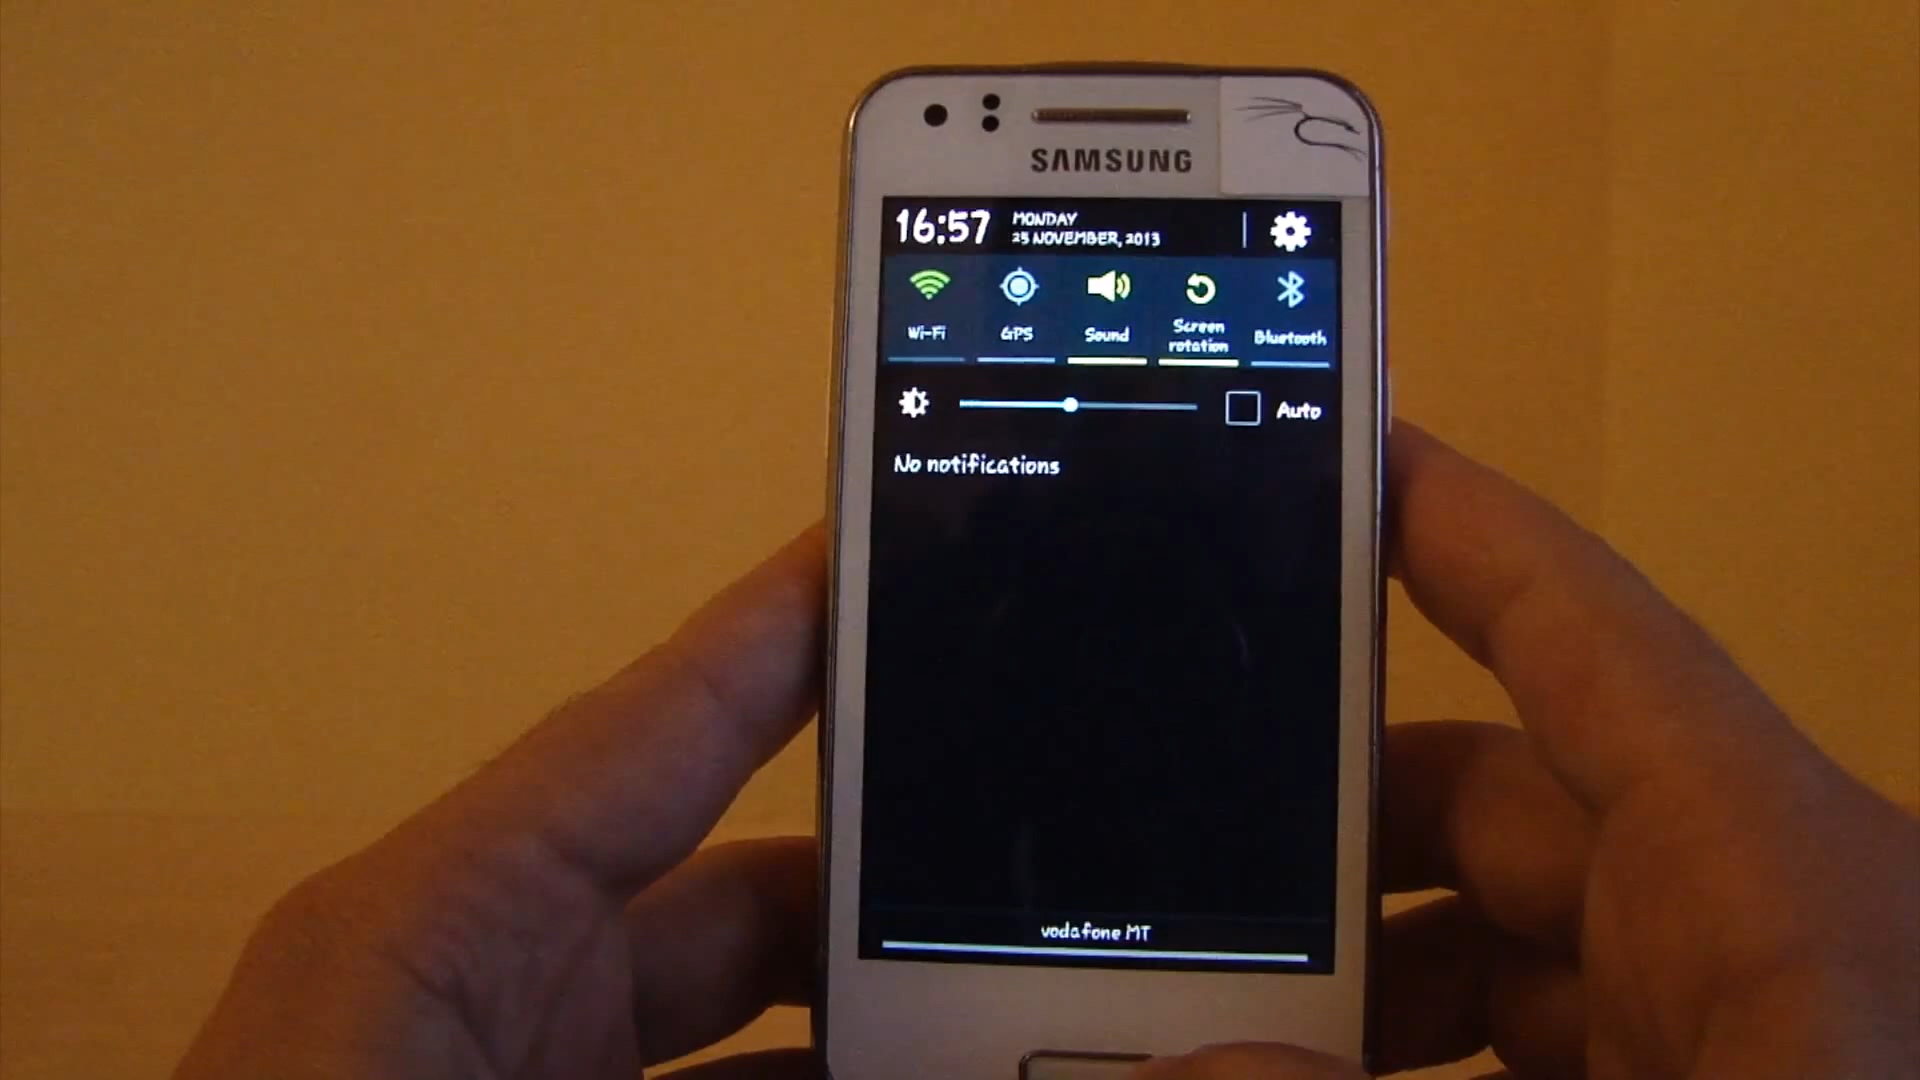 SAMSUNG
16:57
MONDAY
25 NOVEMBER, 2013
Wi-Fi
GPS
Sound
Screen
rotation
Bluetooth
Auto
No notifications
vodafone MT